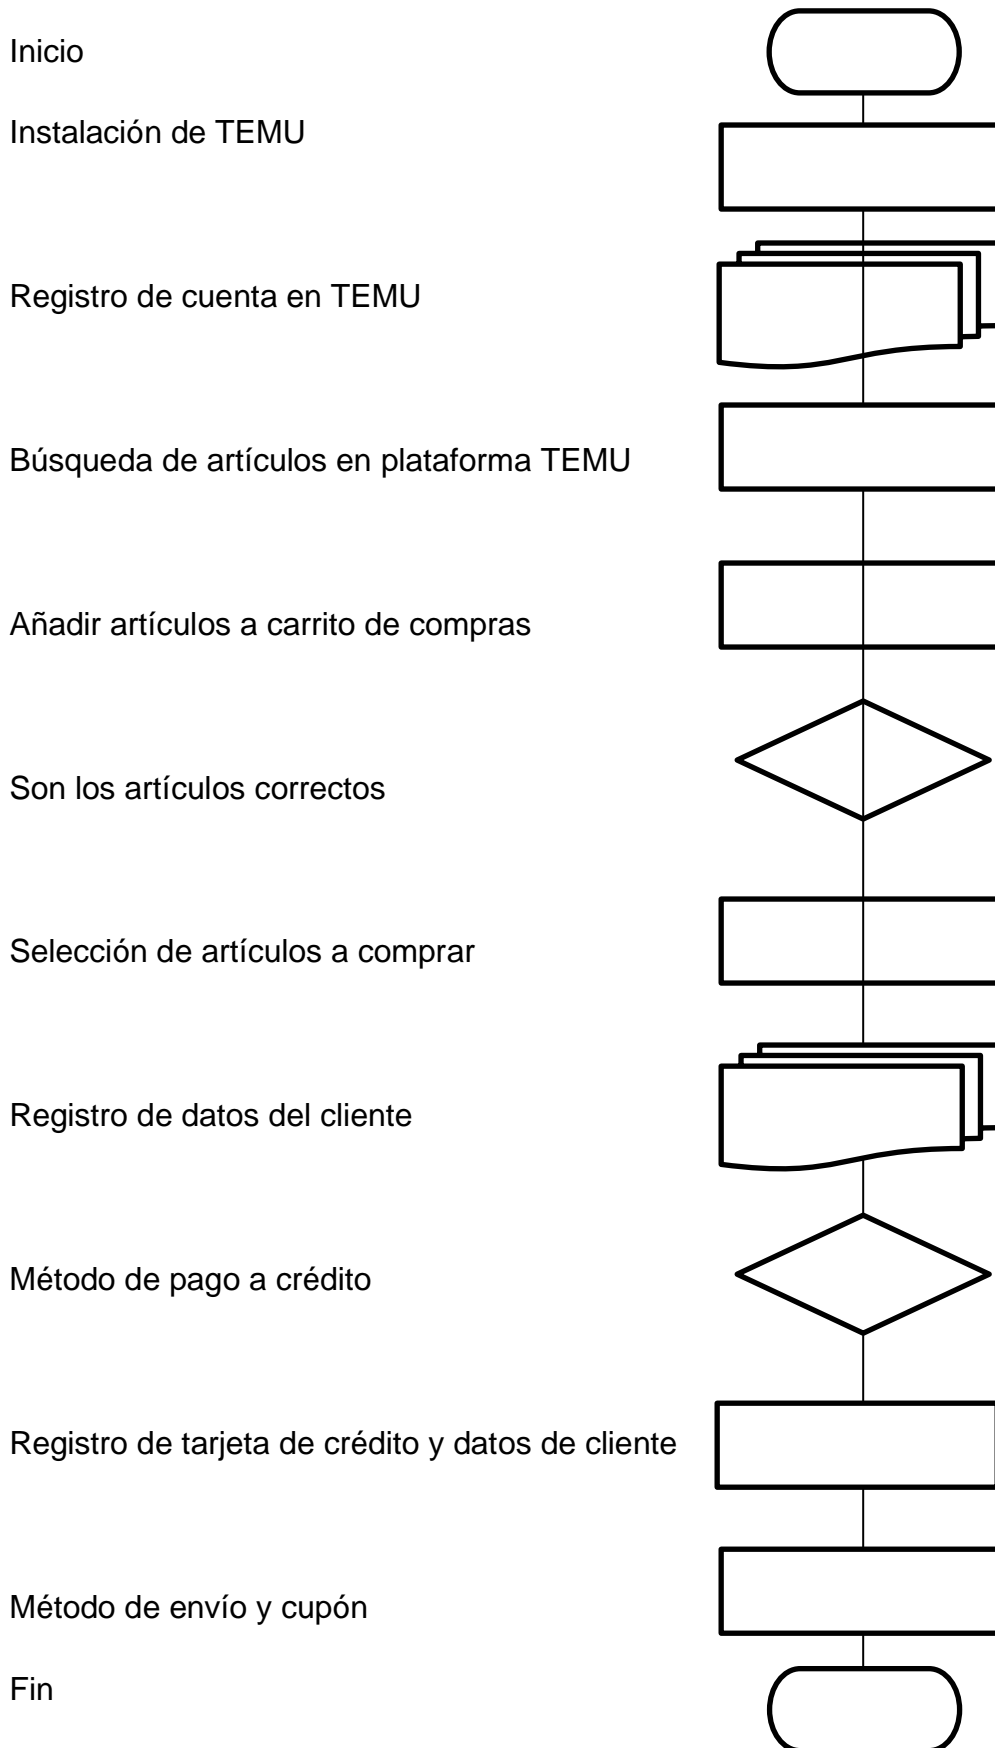 Inicio
Instalación de TEMU
Registro de cuenta en TEMU
Búsqueda de artículos en plataforma TEMU
Añadir artículos a carrito de compras
Son los artículos correctos
Selección de artículos a comprar
Registro de datos del cliente
Método de pago a crédito
Registro de tarjeta de crédito y datos de cliente
Método de envío y cupón
Fin